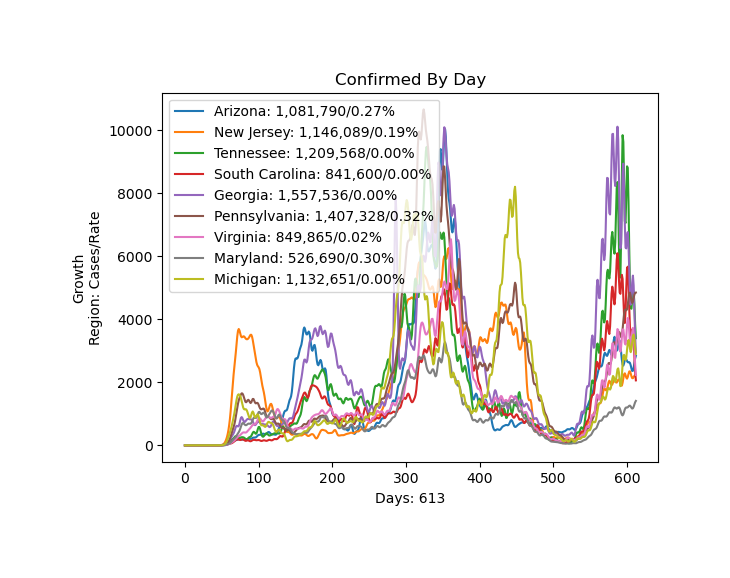 Confirmed By Day
Growth
Region: Cases/Rate
10000
8000
6000
4000
2000
0
Arizona: 1,081,790/0.27%
New Jersey: 1,146,089/0.19%
Tennessee: 1,209,568/0.00%
South Carolina: 841,600/0.00%
Georgia: 1,557,536/0.00%
Pennsylvania: 1,407,328/0.32%
Virginia: 849,865/0.02%
Maryland: 526,690/0.30%
Michigan: 1,132,651/0.00%
0 100 200 300 400 500 600
Days: 613